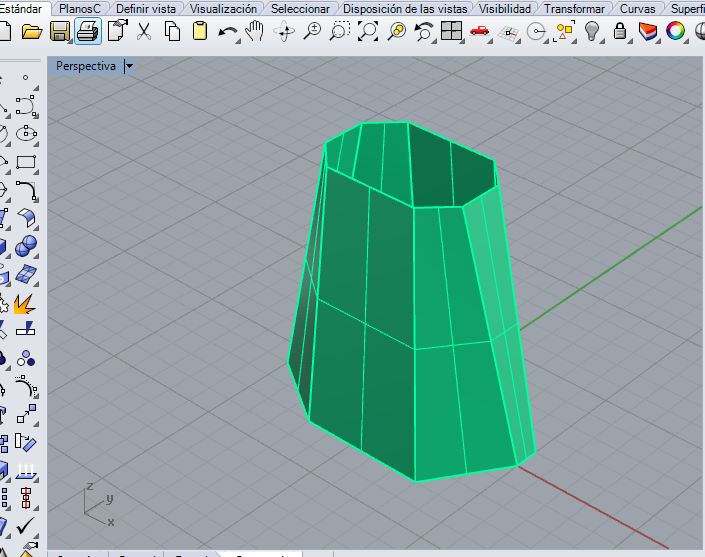 Estándar PlanosC Definir vista Visualización Seleccionar Disposición de las vistas Visibilidad Transformar Curvas Superfi
Perspectiva
z
y
x